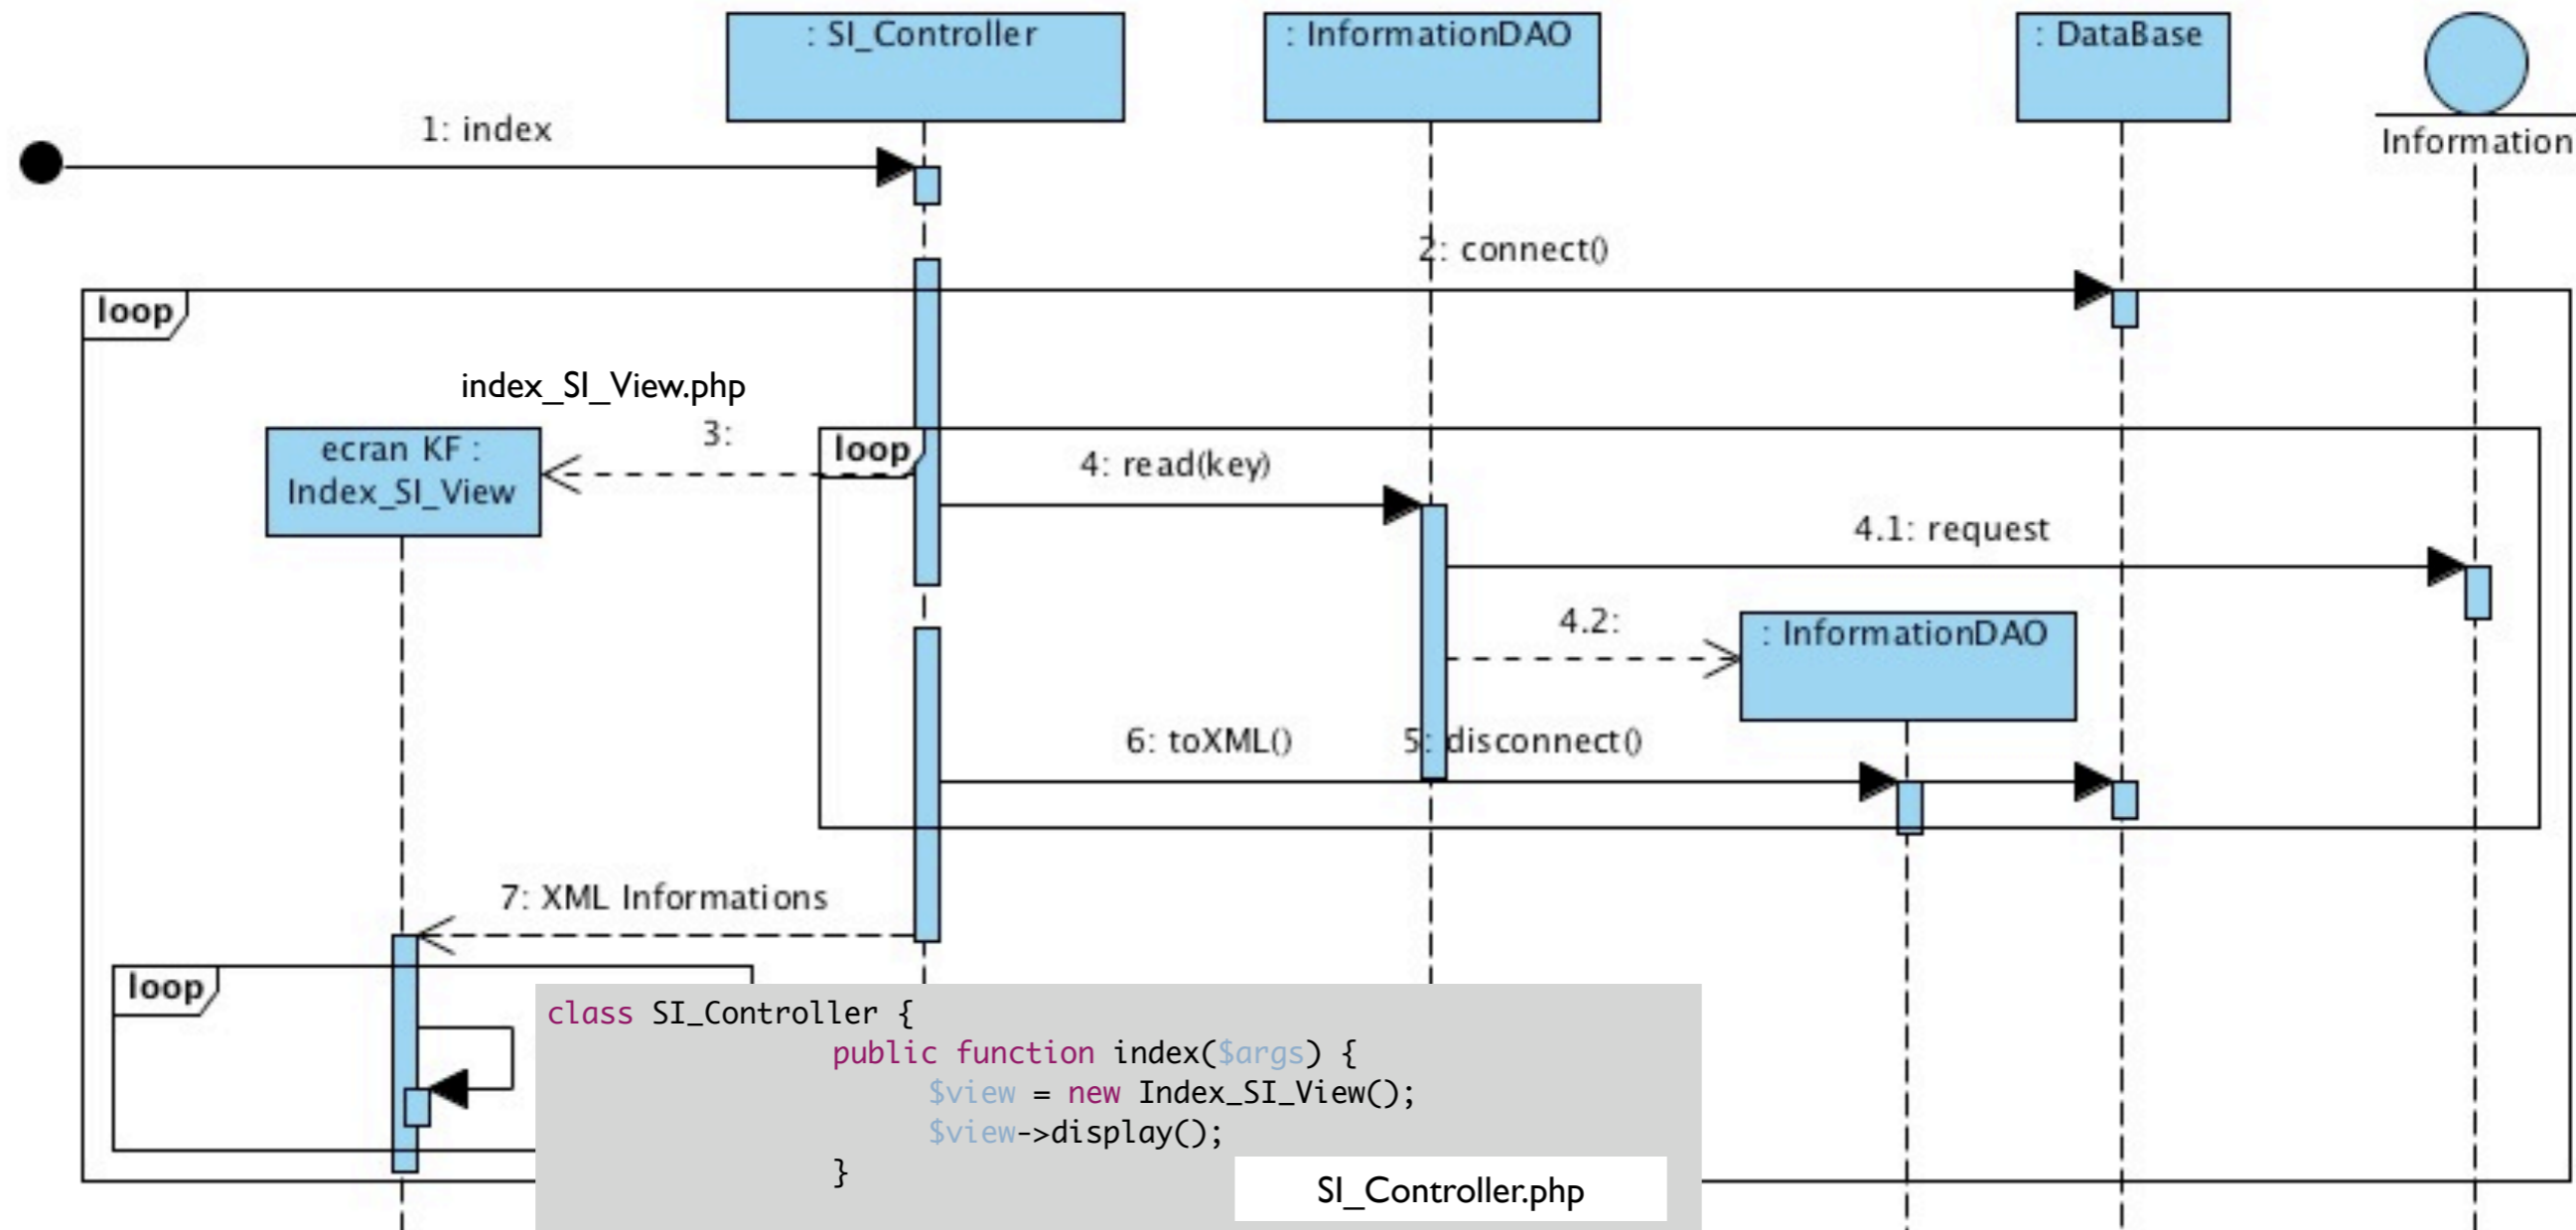 : SI_Controller
: InformationDAO
: DataBase
Information
1: index
2: connect()
loop
index_SI_View.php
ecran KF :
Index_SI_View
3:
loop
4: read(key)
4.1: request
4.2:
: InformationDAO
6: toXML()
5: disconnect()
7: XML Informations
loop
class SI_Controller {
public function index($args) {
$view = new Index_SI_View();
$view->display();
}
SI_Controller.php